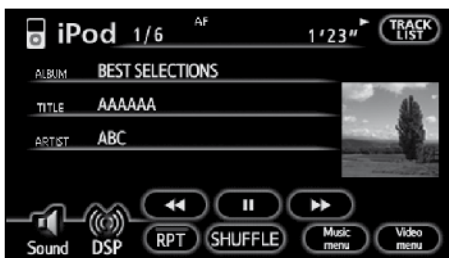 iPod 1/6 AF 1'23" TRACK LIST
ALBUM BEST SELECTIONS
TITLE AAAAAA
ARTIST ABC
Sound DSP RPT SHUFFLE Music menu Video menu